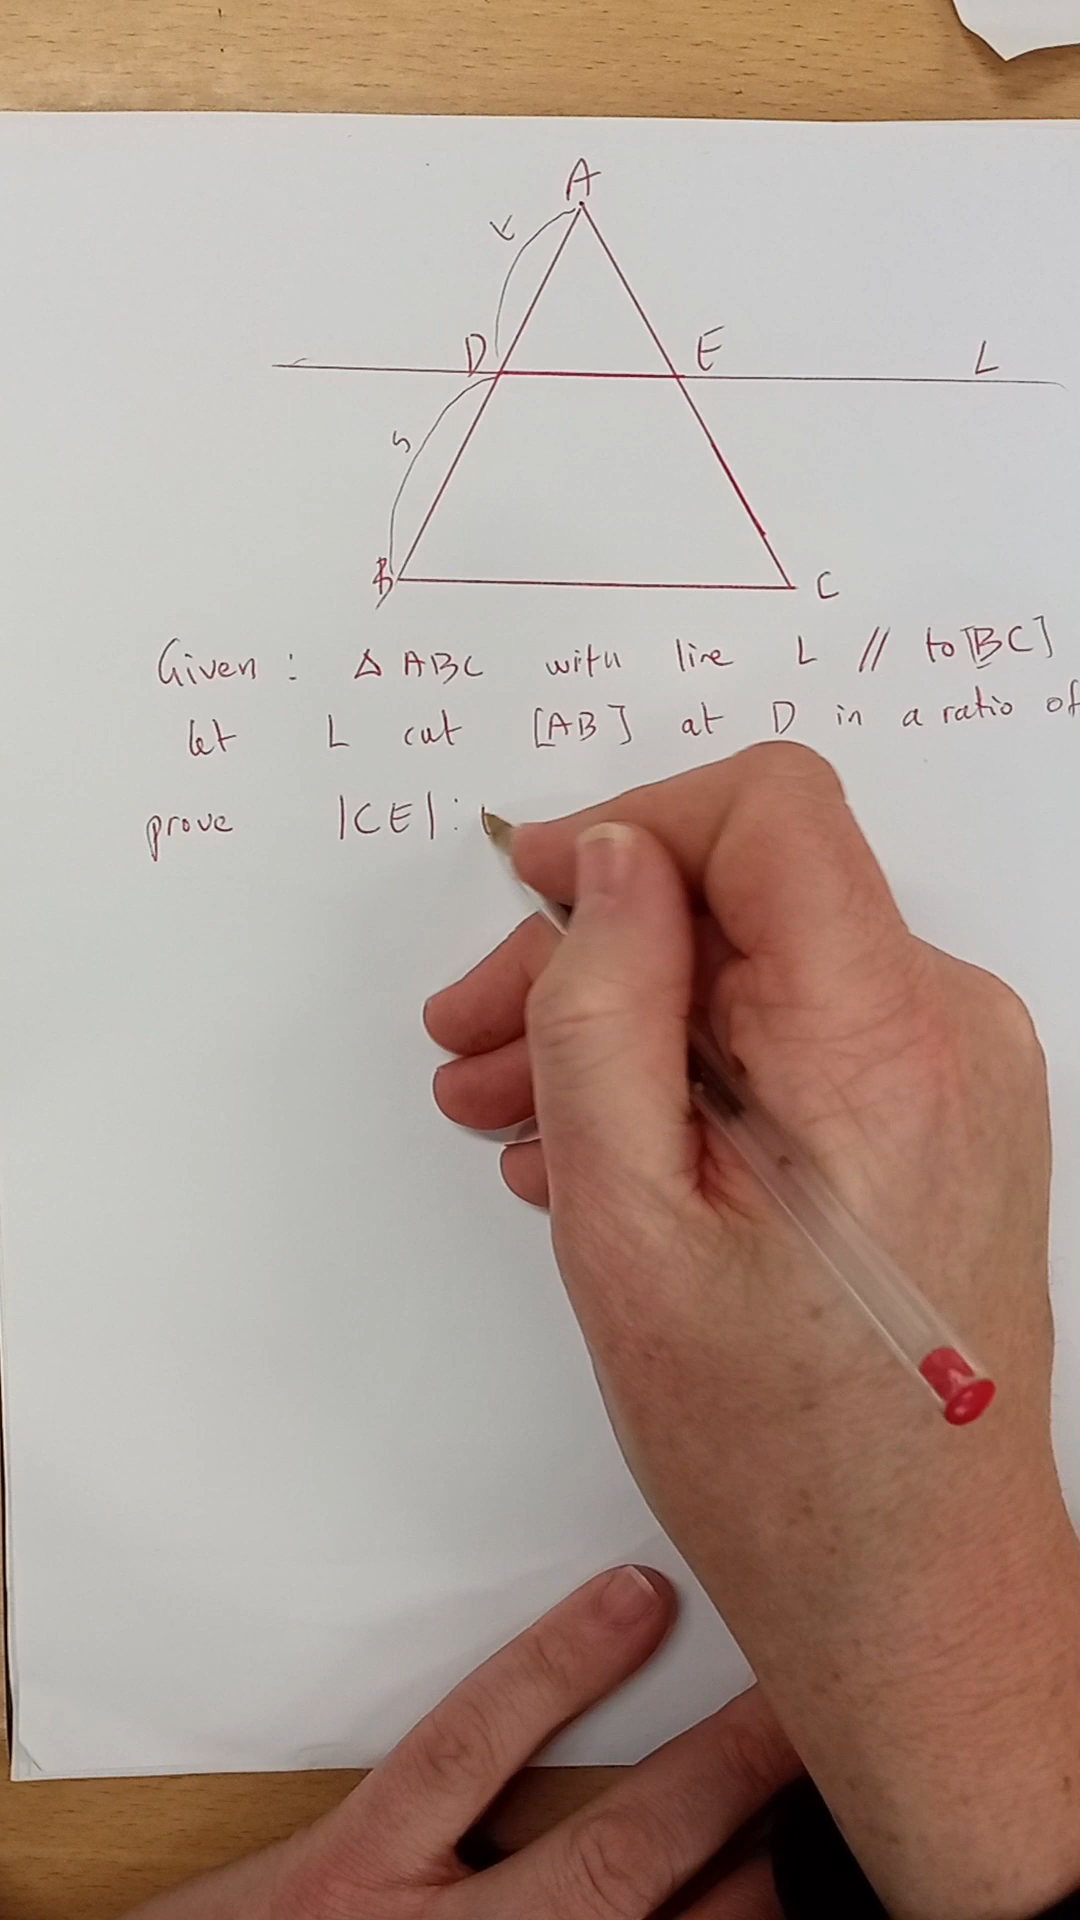 A
t
D
E
L
s
B
C
Given : Δ ABC with line L // to [BC]
let L cut [AB] at D in a ratio of
prove |CE| :